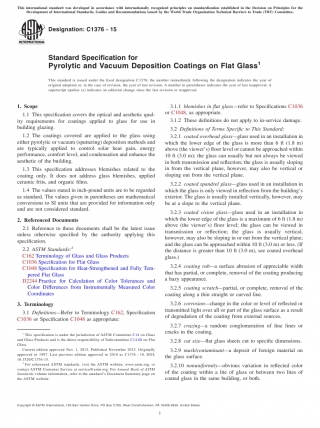 This international standard was developed in accordance with internationally recognized principles on standardization established in the Decision on Principles for the
Development of International Standards, Guides and Recommendations issued by the World Trade Organization Technical Barriers to Trade (TBT) Committee.
ASTM
INTERNATIONAL
Designation: C1376 − 15
Standard Specification for
Pyrolytic and Vacuum Deposition Coatings on Flat Glass¹
This standard is issued under the fixed designation C1376; the number immediately following the designation indicates the year of
original adoption or, in the case of revision, the year of last revision. A number in parentheses indicates the year of last reapproval. A
superscript epsilon (ε) indicates an editorial change since the last revision or reapproval.
1. Scope
1.1 This specification covers the optical and aesthetic quality requirements for coatings applied to glass for use in
building glazing.
1.2 The coatings covered are applied to the glass using
either pyrolytic or vacuum (sputtering) deposition methods and
are typically applied to control solar heat gain, energy
performance, comfort level, and condensation and enhance the
aesthetic of the building.
1.3 This specification addresses blemishes related to the
coating only. It does not address glass blemishes, applied
ceramic frits, and organic films.
1.4 The values stated in inch-pound units are to be regarded
as standard. The values given in parentheses are mathematical
conversions to SI units that are provided for information only
and are not considered standard.
2. Referenced Documents
2.1 Reference to these documents shall be the latest issue
unless otherwise specified by the authority applying this
specification.
2.2 ASTM Standards:²
C162 Terminology of Glass and Glass Products
C1036 Specification for Flat Glass
C1048 Specification for Heat-Strengthened and Fully Tempered Flat Glass
D2244 Practice for Calculation of Color Tolerances and
Color Differences from Instrumentally Measured Color
Coordinates
3. Terminology
3.1 Definitions—Refer to Terminology C162, Specification
C1036 or Specification C1048 as appropriate:
¹ This specification is under the jurisdiction of ASTM Committee C14 on Glass
and Glass Products and is the direct responsibility of Subcommittee C14.08 on Flat
Glass.
Current edition approved Nov. 1, 2015. Published November 2015. Originally
approved in 1997. Last previous edition approved in 2010 as C1376 – 10. DOI:
10.1520/C1376-15.
² For referenced ASTM standards, visit the ASTM website, www.astm.org, or
contact ASTM Customer Service at service@astm.org. For Annual Book of ASTM
Standards volume information, refer to the standard's Document Summary page on
the ASTM website.
3.1.1 blemishes in flat glass—refer to Specifications C1036
or C1048, as appropriate.
3.1.2 These definitions do not apply to in-service damage.
3.2 Definitions of Terms Specific to This Standard:
3.2.1 coated overhead glass—glass used in an installation in
which the lower edge of the glass is more than 6 ft (1.8 m)
above (the viewer's) floor level or cannot be approached within
10 ft (3.0 m); the glass can usually but not always be viewed
in both transmission and reflection; the glass is usually sloping
in from the vertical plane, however, may also be vertical or
sloping out from the vertical plane.
3.2.2 coated spandrel glass—glass used in an installation in
which the glass is only viewed in reflection from the building's
exterior. The glass is usually installed vertically, however, may
be at a slope to the vertical plane.
3.2.3 coated vision glass—glass used in an installation in
which the lower edge of the glass is a maximum of 6 ft (1.8 m)
above (the viewer's) floor level; the glass can be viewed in
transmission or reflection; the glass is usually vertical,
however, may also be sloping in or out from the vertical plane;
and the glass can be approached within 10 ft (3.0 m) or less. (If
the distance is greater than 10 ft (3.0 m), see coated overhead
glass.)
3.2.4 coating rub—a surface abrasion of appreciable width
that has partial, or complete, removal of the coating producing
a hazy appearance.
3.2.5 coating scratch—partial, or complete, removal of the
coating along a thin straight or curved line.
3.2.6 corrosion—change in the color or level of reflected or
transmitted light over all or part of the glass surface as a result
of degradation of coating from external sources.
3.2.7 crazing—a random conglomeration of fine lines or
cracks in the coating.
3.2.8 cut size—flat glass sheets cut to specific dimensions.
3.2.9 mark/contaminant—a deposit of foreign material on
the glass surface
3.2.10 nonuniformity—obvious variation in reflected color
of the coating within a lite of glass or between two lites of
coated glass in the same building, or both.
Copyright © ASTM International, 100 Barr Harbor Drive, PO Box C700, West Conshohocken, PA 19428-2959. United States
1